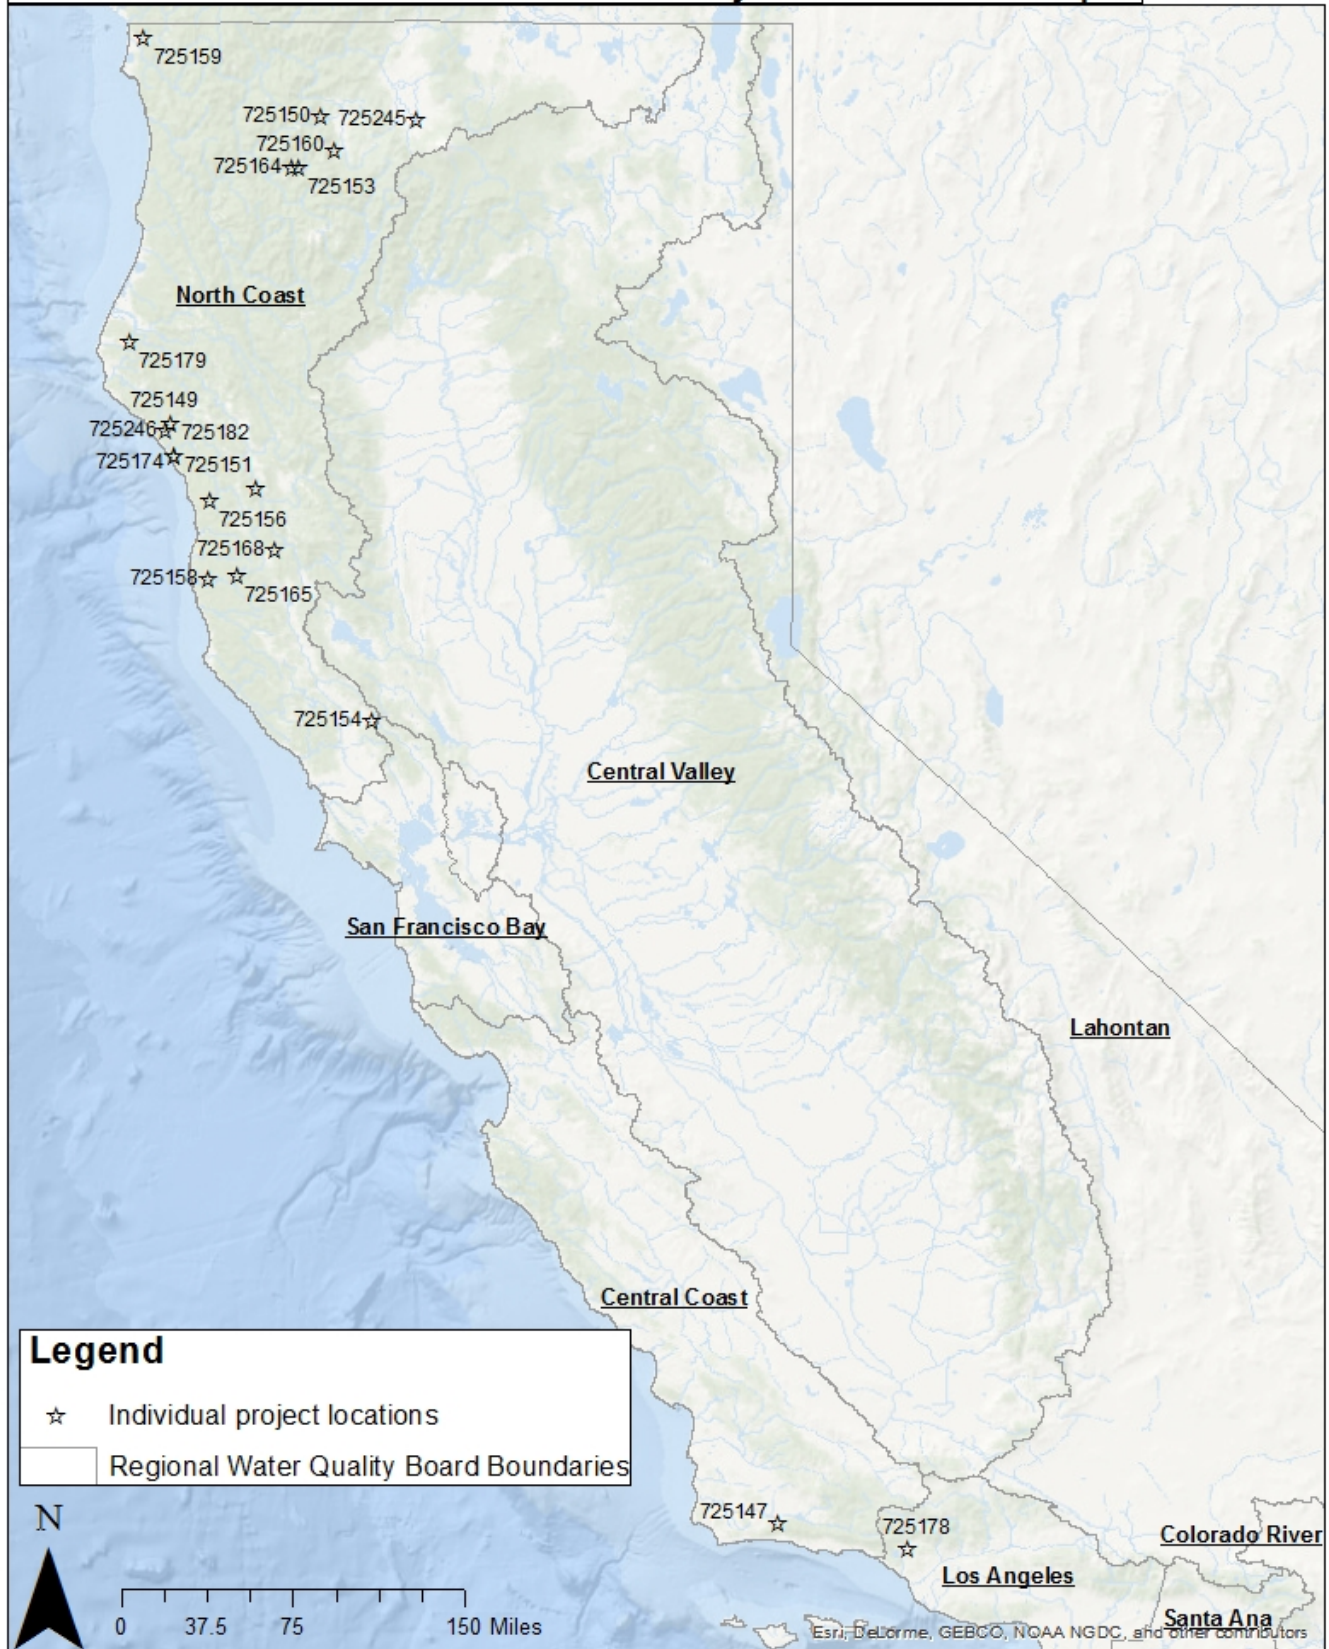 725159
725150
725245
725160
725164
725153
North Coast
725179
725149
725246
725182
725174
725151
725156
725168
725158
725165
725154
Central Valley
San Francisco Bay
Lahontan
Central Coast
Legend
Individual project locations
Regional Water Quality Board Boundaries
N
725147
725178
Colorado River
Los Angeles
0 37.5 75 150 Miles
Santa Ana
Esri, DeLorme, GEBCO, NOAA NGDC, and other contributors